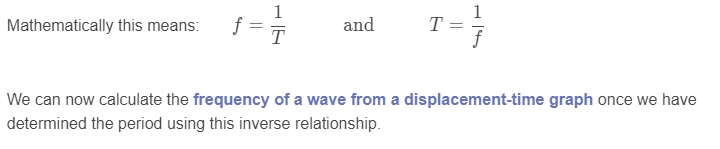 Mathematically this means: f = 1/T and T = 1/f
We can now calculate the frequency of a wave from a displacement-time graph once we have
determined the period using this inverse relationship.